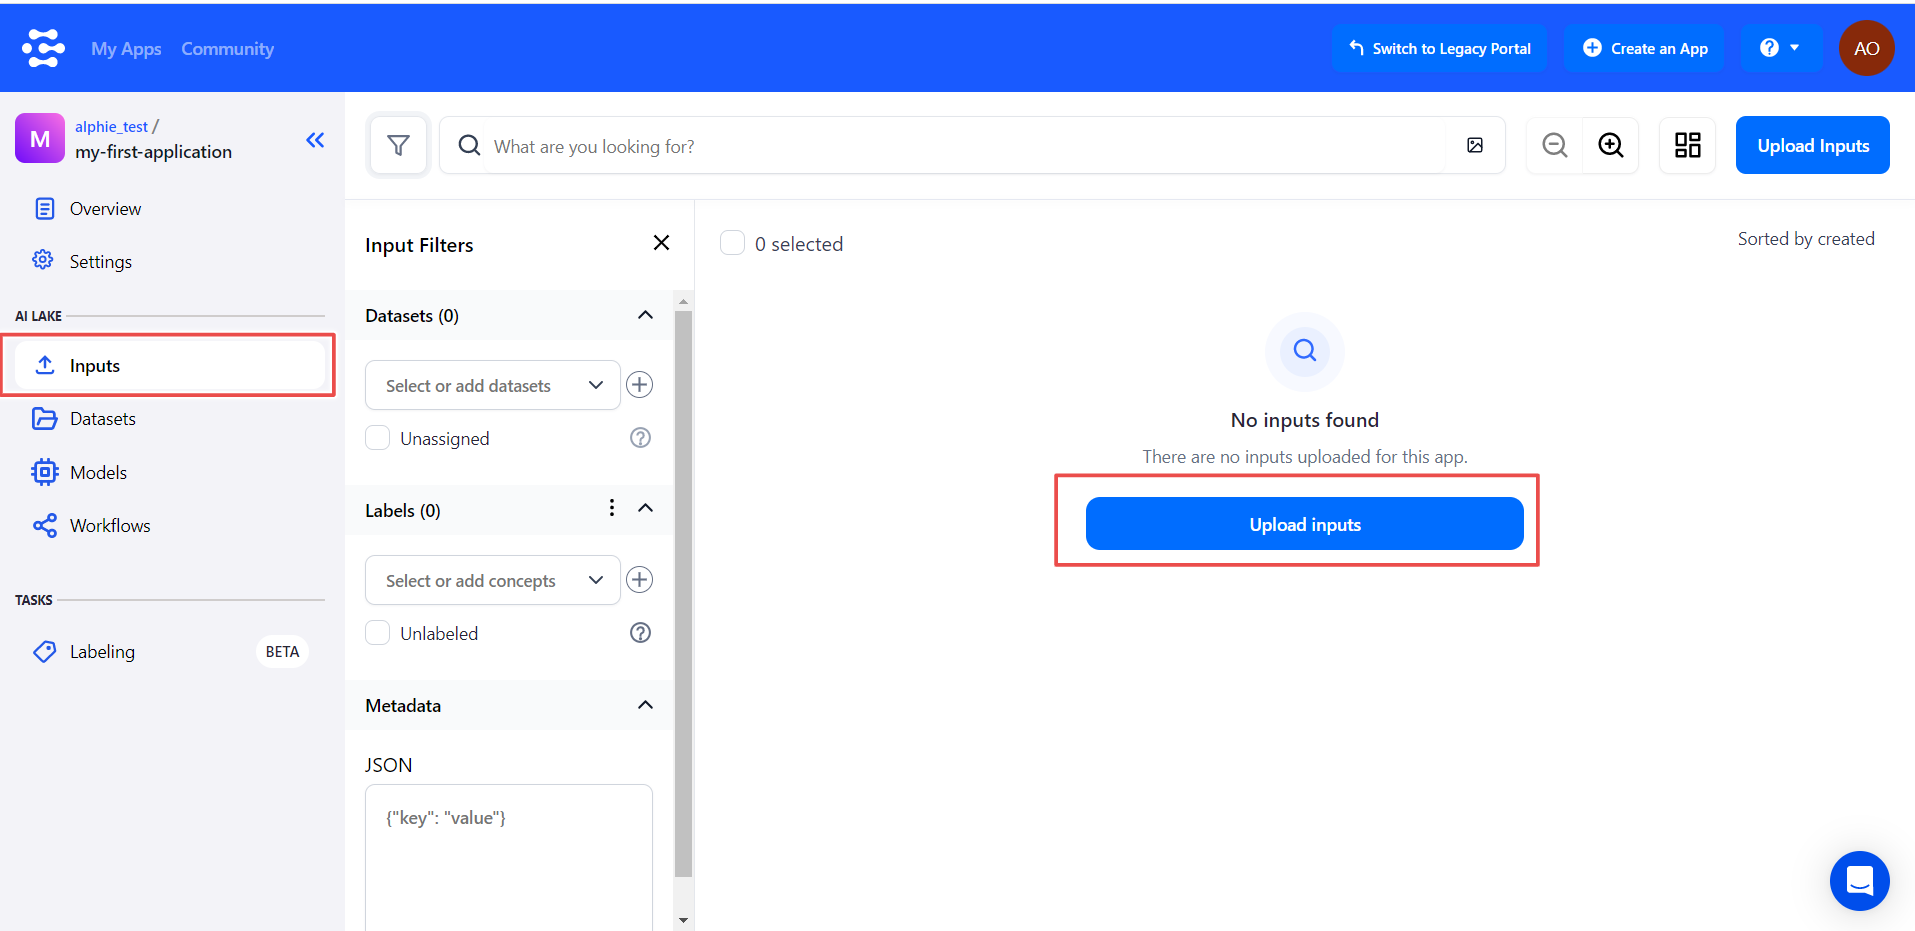 My Apps Community
Switch to Legacy Portal
Create an App
AO
M
alphie_test /
my-first-application
Overview
Settings
AI LAKE
Inputs
Datasets
Models
Workflows
TASKS
Labeling
BETA
What are you looking for?
Upload Inputs
Input Filters
Datasets (0)
Select or add datasets
Unassigned
Labels (0)
Select or add concepts
Unlabeled
Metadata
JSON
{"key": "value"}
0 selected
Sorted by created
No inputs found
There are no inputs uploaded for this app.
Upload inputs